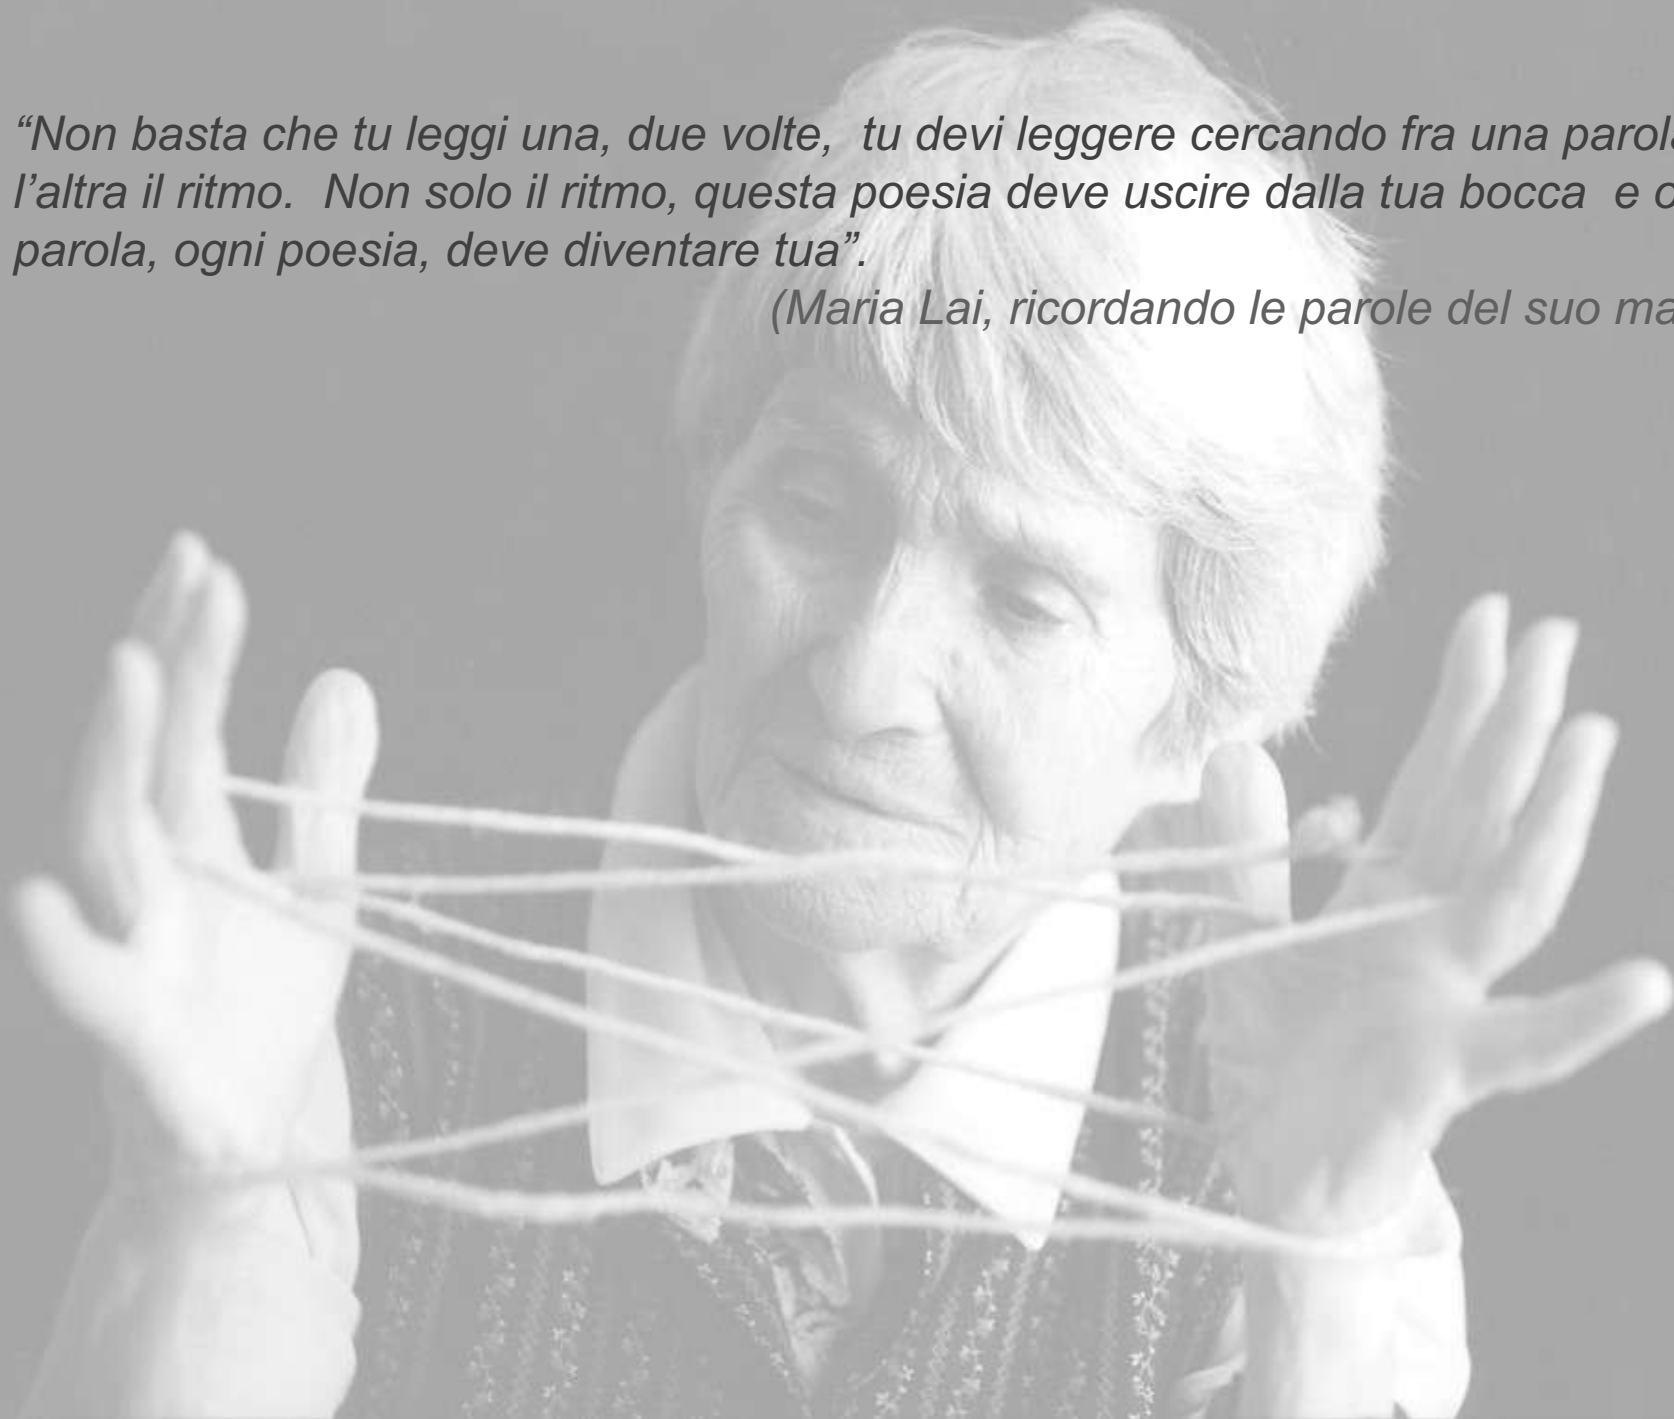 “Non basta che tu leggi una, due volte,  tu devi leggere cercando fra una parola
l’altra il ritmo.  Non solo il ritmo, questa poesia deve uscire dalla tua bocca  e o
parola, ogni poesia, deve diventare tua”.
(Maria Lai, ricordando le parole del suo ma